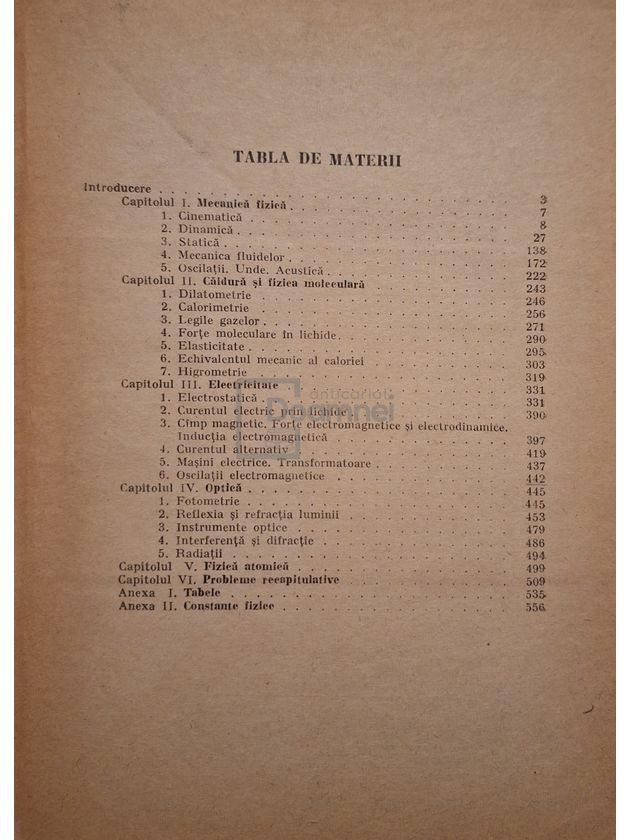 TABLA DE MATERII
Introducere . . . . . . . . . . . . . . . . . . . . 3
Capitolul I. Mecanică fizică . . . . . . . . . . . . . . 7
1. Cinematică . . . . . . . . . . . . . . . . 8
2. Dinamică . . . . . . . . . . . . . . . . 27
3. Statică . . . . . . . . . . . . . . . . 138
4. Mecanica fluidelor . . . . . . . . . . . . . . 172
5. Oscilații. Unde. Acustică . . . . . . . . . . . . 222
Capitolul II. Căldură și fizica moleculară . . . . . . . . . . 243
1. Dilatometrie . . . . . . . . . . . . . . . . 246
2. Calorimetrie . . . . . . . . . . . . . . . . 256
3. Legile gazelor . . . . . . . . . . . . . . . 271
4. Forțe moleculare în lichide . . . . . . . . . . . 290
5. Elasticitate . . . . . . . . . . . . . . . . 295
6. Echivalentul mecanic al caloriei . . . . . . . . . . 303
7. Higrometrie . . . . . . . . . . . . . . . . 319
Capitolul III. Electricitate . . . . . . . . . . . . . . . 331
1. Electrostatică . . . . . . . . . . . . . . . 331
2. Curentul electric prin lichide . . . . . . . . . . . 390
3. Cîmp magnetic. Forțe electromagnetice și electrodinamice.
Inducția electromagnetică . . . . . . . . . . . . 397
4. Curentul alternativ . . . . . . . . . . . . . . 419
5. Mașini electrice. Transformatoare . . . . . . . . . 437
6. Oscilații electromagnetice . . . . . . . . . . . . 442
Capitolul IV. Optică . . . . . . . . . . . . . . . . . 445
1. Fotometrie . . . . . . . . . . . . . . . . 445
2. Reflexia și refracția luminii . . . . . . . . . . . 453
3. Instrumente optice . . . . . . . . . . . . . . 479
4. Interferență și difracție . . . . . . . . . . . . 486
5. Radiații . . . . . . . . . . . . . . . . . 494
Capitolul V. Fizică atomică . . . . . . . . . . . . . . 499
Capitolul VI. Probleme recapitulative . . . . . . . . . . . 509
Anexa I. Tabele . . . . . . . . . . . . . . . . . 535
Anexa II. Constante fizice . . . . . . . . . . . . . . 556
anticariat
Doamnei